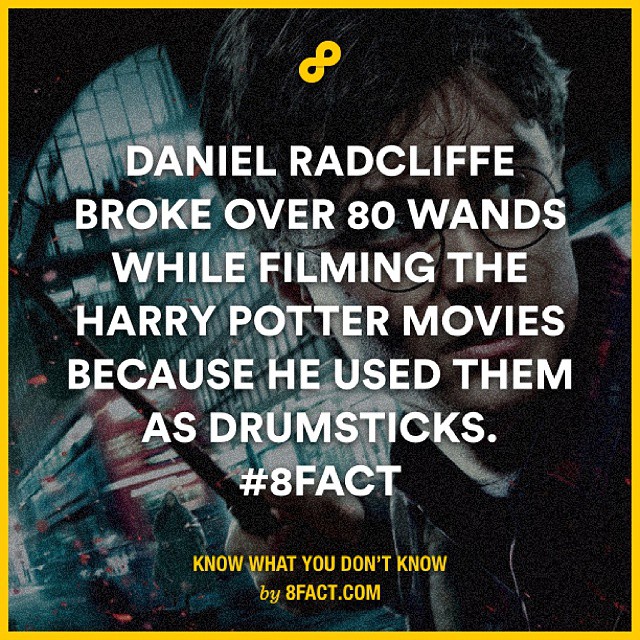 DANIEL RADCLIFFE
BROKE OVER 80 WANDS
WHILE FILMING THE
HARRY POTTER MOVIES
BECAUSE HE USED THEM
AS DRUMSTICKS.
#8FACT
KNOW WHAT YOU DON'T KNOW
by 8FACT.COM